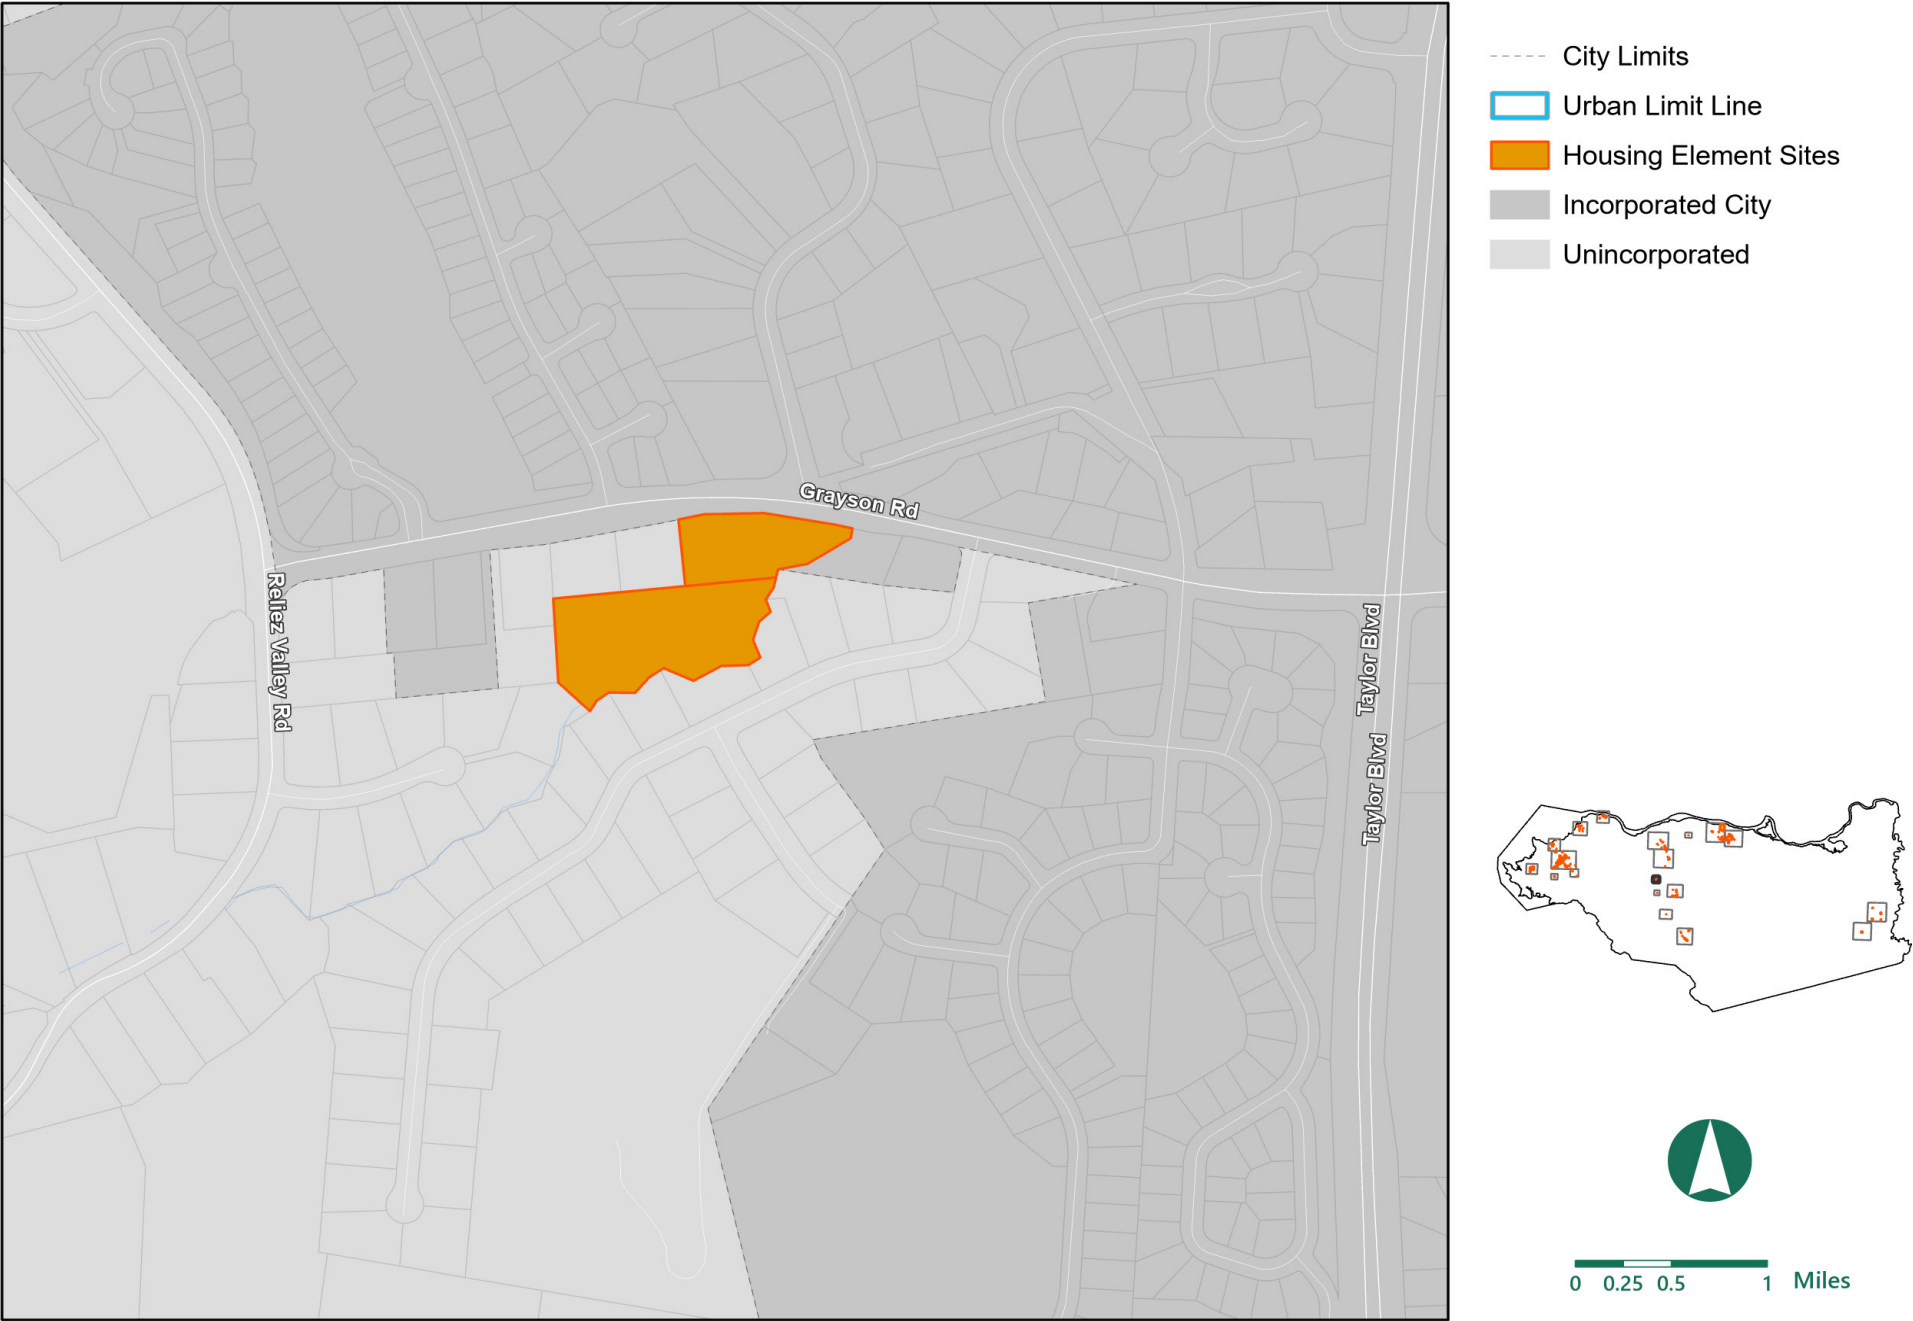 City Limits
Urban Limit Line
Housing Element Sites
Incorporated City
Unincorporated
Grayson Rd
Reliez Valley Rd
Taylor Blvd
Taylor Blvd
0 0.25 0.5 1 Miles